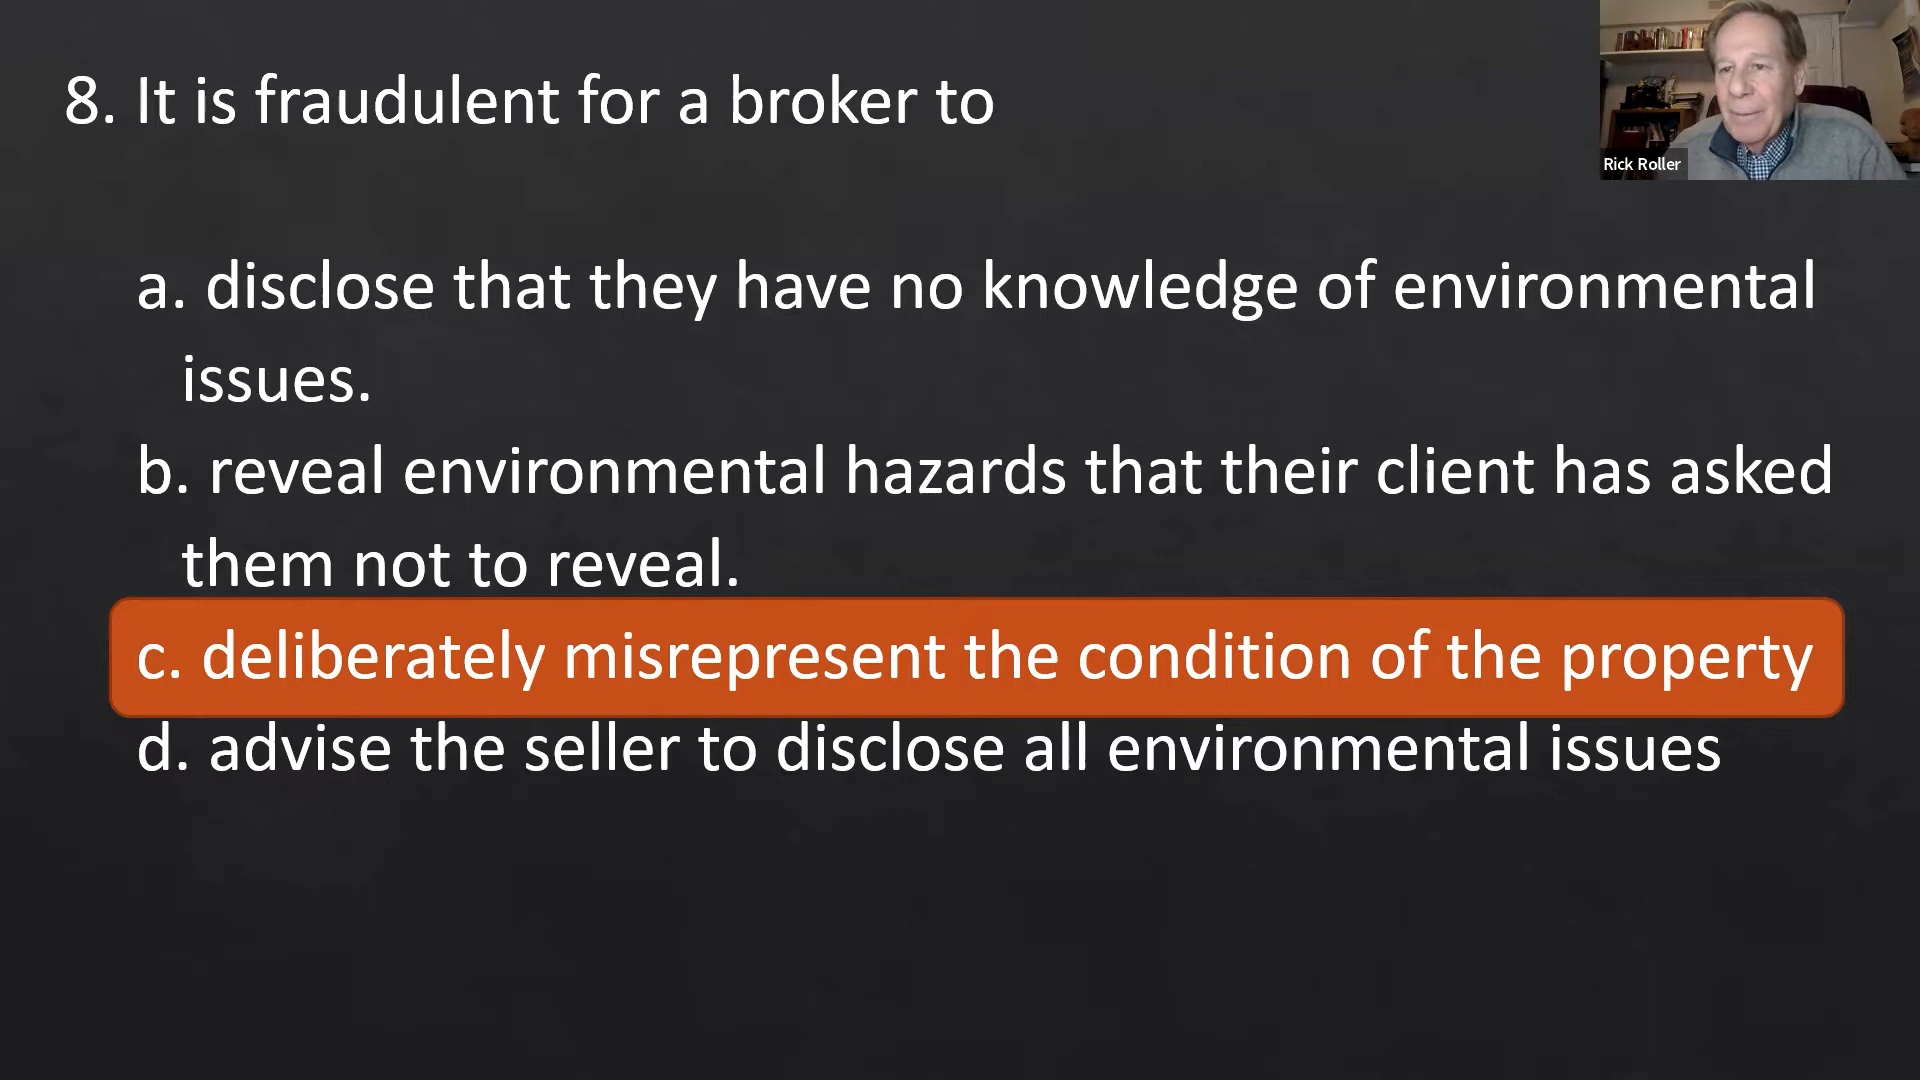 8. It is fraudulent for a broker to
Rick Roller
a. disclose that they have no knowledge of environmental
issues.
b. reveal environmental hazards that their client has asked
them not to reveal.
c. deliberately misrepresent the condition of the property
d. advise the seller to disclose all environmental issues